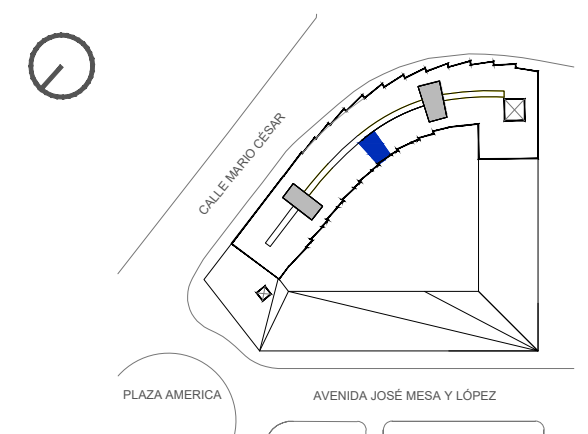 CALLE MARIO CÉSAR
PLAZA AMERICA
AVENIDA JOSÉ MESA Y LÓPEZ